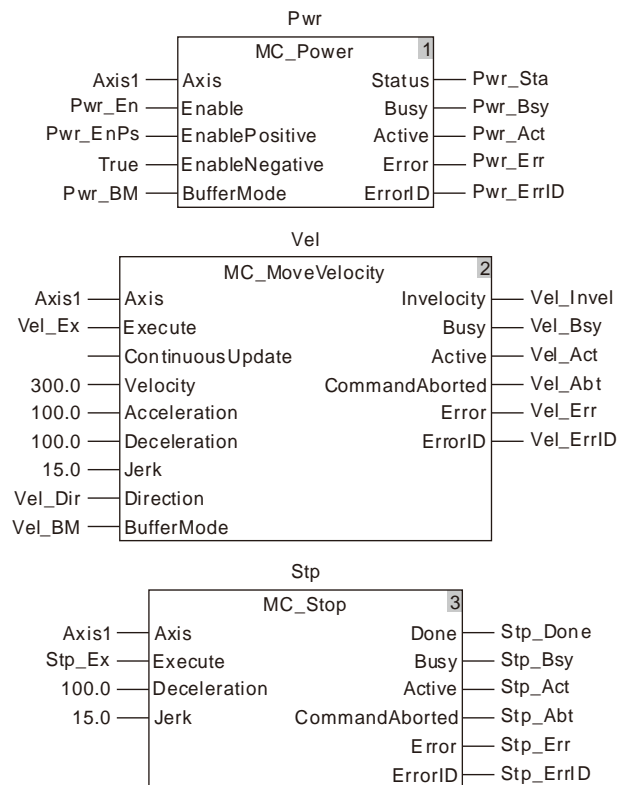 Pwr
MC_Power 1
Axis1 Axis Status Pwr_Sta
Pwr_En Enable Busy Pwr_Bsy
Pwr_EnPs EnablePositive Active Pwr_Act
True EnableNegative Error Pwr_Err
Pwr_BM BufferMode ErrorID Pwr_ErrID
Vel
MC_MoveVelocity 2
Axis1 Axis Invelocity Vel_Invel
Vel_Ex Execute Busy Vel_Bsy
ContinuousUpdate Active Vel_Act
300.0 Velocity CommandAborted Vel_Abt
100.0 Acceleration Error Vel_Err
100.0 Deceleration ErrorID Vel_ErrID
15.0 Jerk
Vel_Dir Direction
Vel_BM BufferMode
Stp
MC_Stop 3
Axis1 Axis Done Stp_Done
Stp_Ex Execute Busy Stp_Bsy
100.0 Deceleration Active Stp_Act
15.0 Jerk CommandAborted Stp_Abt
Error Stp_Err
ErrorID Stp_ErrID